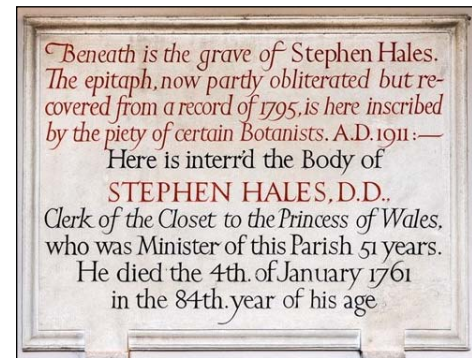 Beneath is the grave of Stephen Hales.
The epitaph, now partly obliterated but re-
covered from a record of 1795, is here inscribed
by the piety of certain Botanists. A.D. 1911:—
Here is interr'd the Body of
STEPHEN HALES, D.D.,
Clerk of the Closet to the Princess of Wales,
who was Minister of this Parish 51 years.
He died the 4th. of January 1761
in the 84th. year of his age